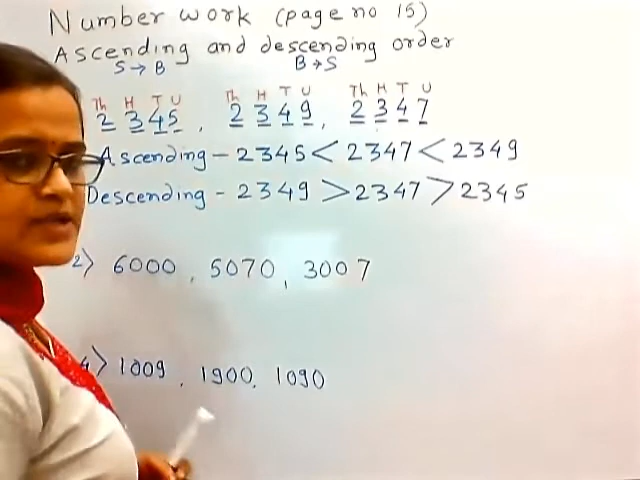 Number work (page no 15)
Ascending and descending order
S → B B → S
Th H T U Th H T U Th H T U
2 3 4 5 , 2 3 4 9 , 2 3 4 7
Ascending - 2345 < 2347 < 2349
Descending - 2349 > 2347 > 2345
2> 6000 , 5070 , 3007
4> 1009 , 1900, 1090